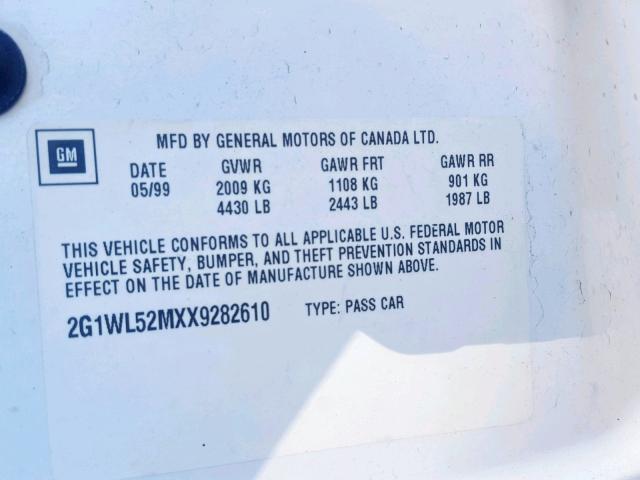 GM
MFD BY GENERAL MOTORS OF CANADA LTD.
DATE GVWR GAWR FRT GAWR RR
05/99 2009 KG 1108 KG 901 KG
4430 LB 2443 LB 1987 LB
THIS VEHICLE CONFORMS TO ALL APPLICABLE U.S. FEDERAL MOTOR
VEHICLE SAFETY, BUMPER, AND THEFT PREVENTION STANDARDS IN
EFFECT ON THE DATE OF MANUFACTURE SHOWN ABOVE.
2G1WL52MXX9282610 TYPE: PASS CAR